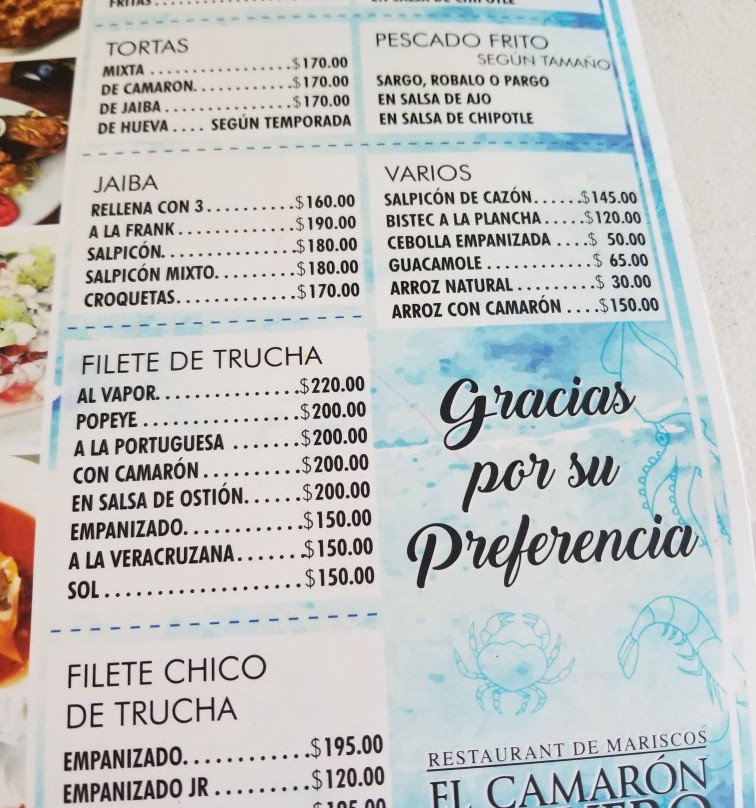 FRITAS
EN SALSA DE CHIPOTLE
TORTAS
MIXTA ................$170.00
DE CAMARON............$170.00
DE JAIBA ..............$170.00
DE HUEVA .... SEGÚN TEMPORADA
PESCADO FRITO
SEGÚN TAMAÑO
SARGO, ROBALO O PARGO
EN SALSA DE AJO
EN SALSA DE CHIPOTLE
JAIBA
RELLENA CON 3..........$160.00
A LA FRANK.............$190.00
SALPICÓN...............$180.00
SALPICÓN MIXTO.........$180.00
CROQUETAS.............$170.00
VARIOS
SALPICÓN DE CAZÓN......$145.00
BISTEC A LA PLANCHA .....$120.00
CEBOLLA EMPANIZADA ....$ 50.00
GUACAMOLE ............$ 65.00
ARROZ NATURAL .........$ 30.00
ARROZ CON CAMARÓN ....$150.00
FILETE DE TRUCHA
AL VAPOR...............$220.00
POPEYE ................$200.00
A LA PORTUGUESA .......$200.00
CON CAMARÓN ..........$200.00
EN SALSA DE OSTIÓN......$200.00
EMPANIZADO............$150.00
A LA VERACRUZANA.......$150.00
SOL ...................$150.00
Gracias
por su
Preferencia
FILETE CHICO
DE TRUCHA
EMPANIZADO............$195.00
EMPANIZADO JR .........$120.00
RESTAURANT DE MARISCOS
EL CAMARÓN